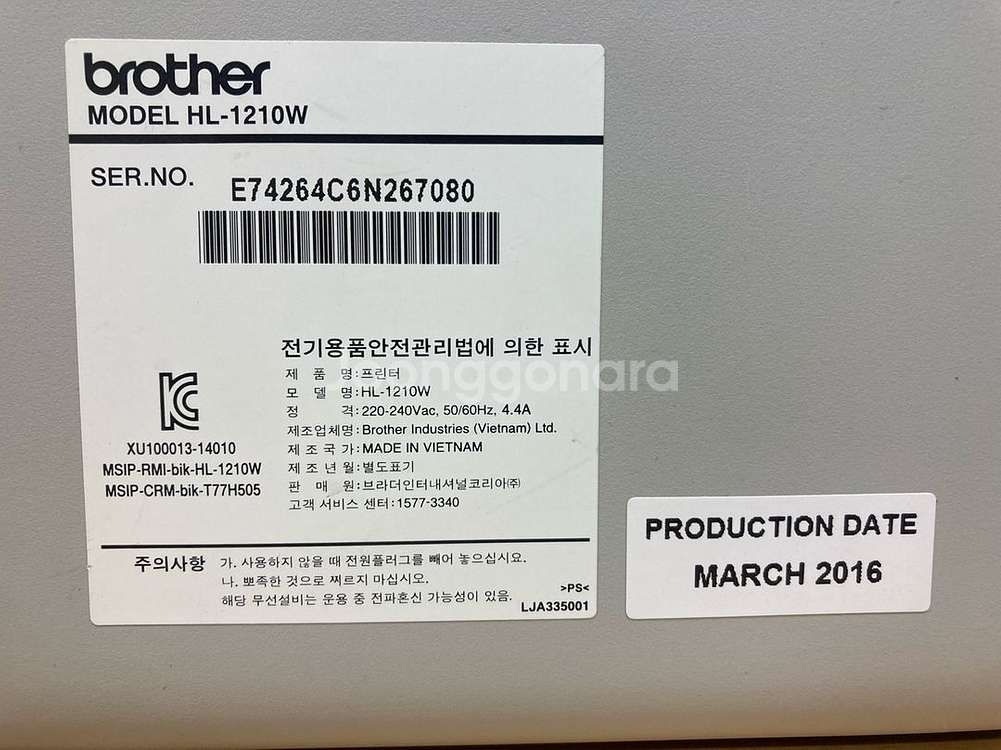 brother
MODEL HL-1210W
SER.NO. E74264C6N267080
전기용품안전관리법에 의한 표시
제 품 명:프린터
모 델 명:HL-1210W
정 격:220-240Vac, 50/60Hz, 4.4A
제조업체명:Brother Industries (Vietnam) Ltd.
제 조 국 가:MADE IN VIETNAM
제 조 년 월:별도표기
판 매 원:브라더인터내셔널코리아㈜
고객 서비스 센터:1577-3340
XU100013-14010
MSIP-RMI-bik-HL-1210W
MSIP-CRM-bik-T77H505
주의사항 가. 사용하지 않을 때 전원플러그를 빼어 놓으십시요.
나. 뾰족한 것으로 찌르지 마십시오.
해당 무선설비는 운용 중 전파혼신 가능성이 있음.
>PS<
LJA335001
PRODUCTION DATE
MARCH 2016
Joonggonara